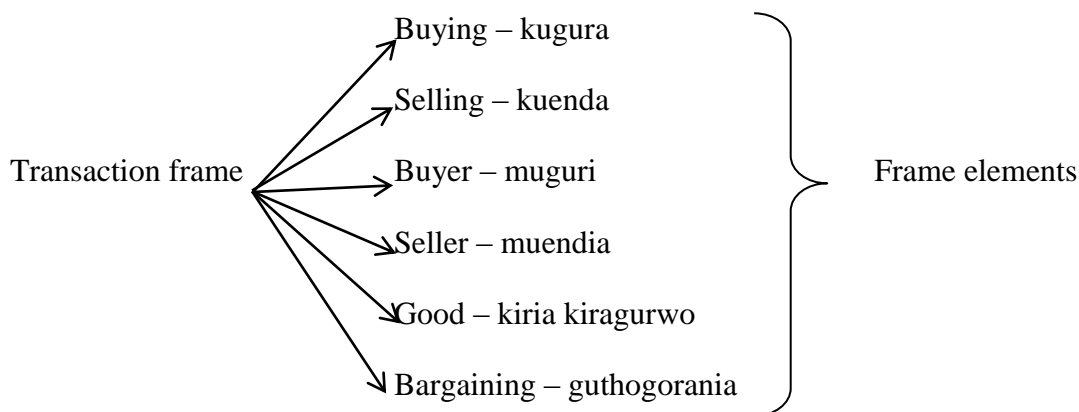 Buying – kugura
Selling – kuenda
Transaction frame
Buyer – muguri
Frame elements
Seller – muendia
Good – kiria kiragurwo
Bargaining – guthogorania